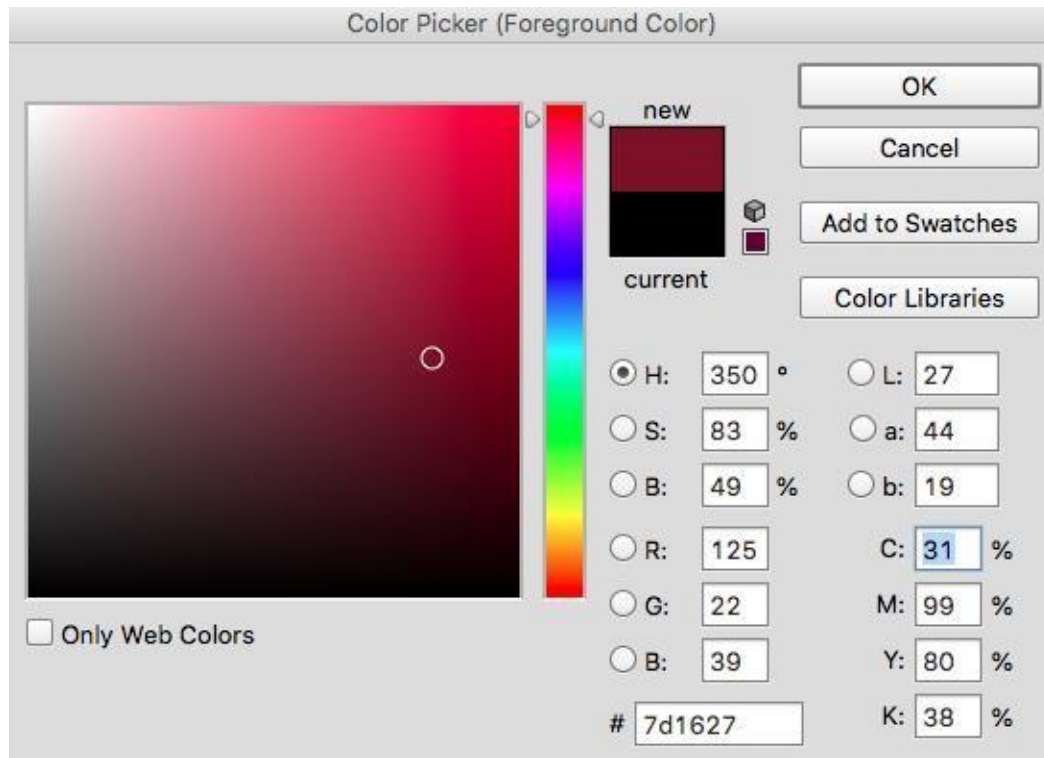 Color Picker (Foreground Color)
new
current
OK
Cancel
Add to Swatches
Color Libraries
H: 350 °
S: 83 %
B: 49 %
R: 125
G: 22
B: 39
# 7d1627
L: 27
a: 44
b: 19
C: 31 %
M: 99 %
Y: 80 %
K: 38 %
Only Web Colors